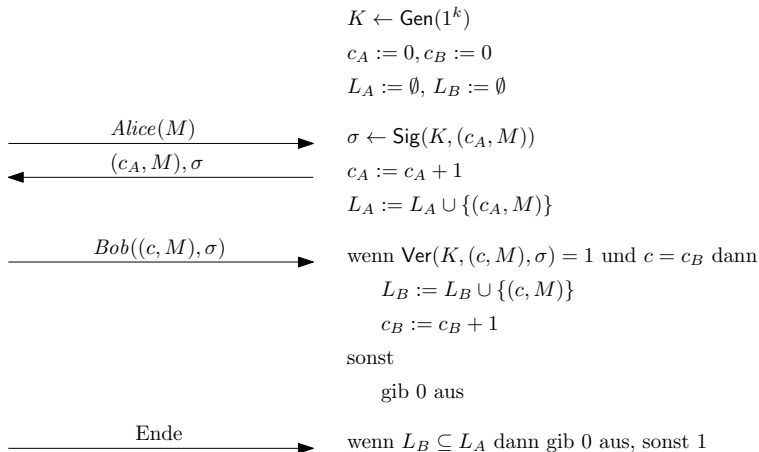 K ← Gen(1^k)
c_A := 0, c_B := 0
L_A := ∅, L_B := ∅
Alice(M)
σ ← Sig(K, (c_A, M))
(c_A, M), σ
c_A := c_A + 1
L_A := L_A ∪ {(c_A, M)}
Bob((c, M), σ)
wenn Ver(K, (c, M), σ) = 1 und c = c_B dann
L_B := L_B ∪ {(c, M)}
c_B := c_B + 1
sonst
gib 0 aus
Ende
wenn L_B ⊆ L_A dann gib 0 aus, sonst 1